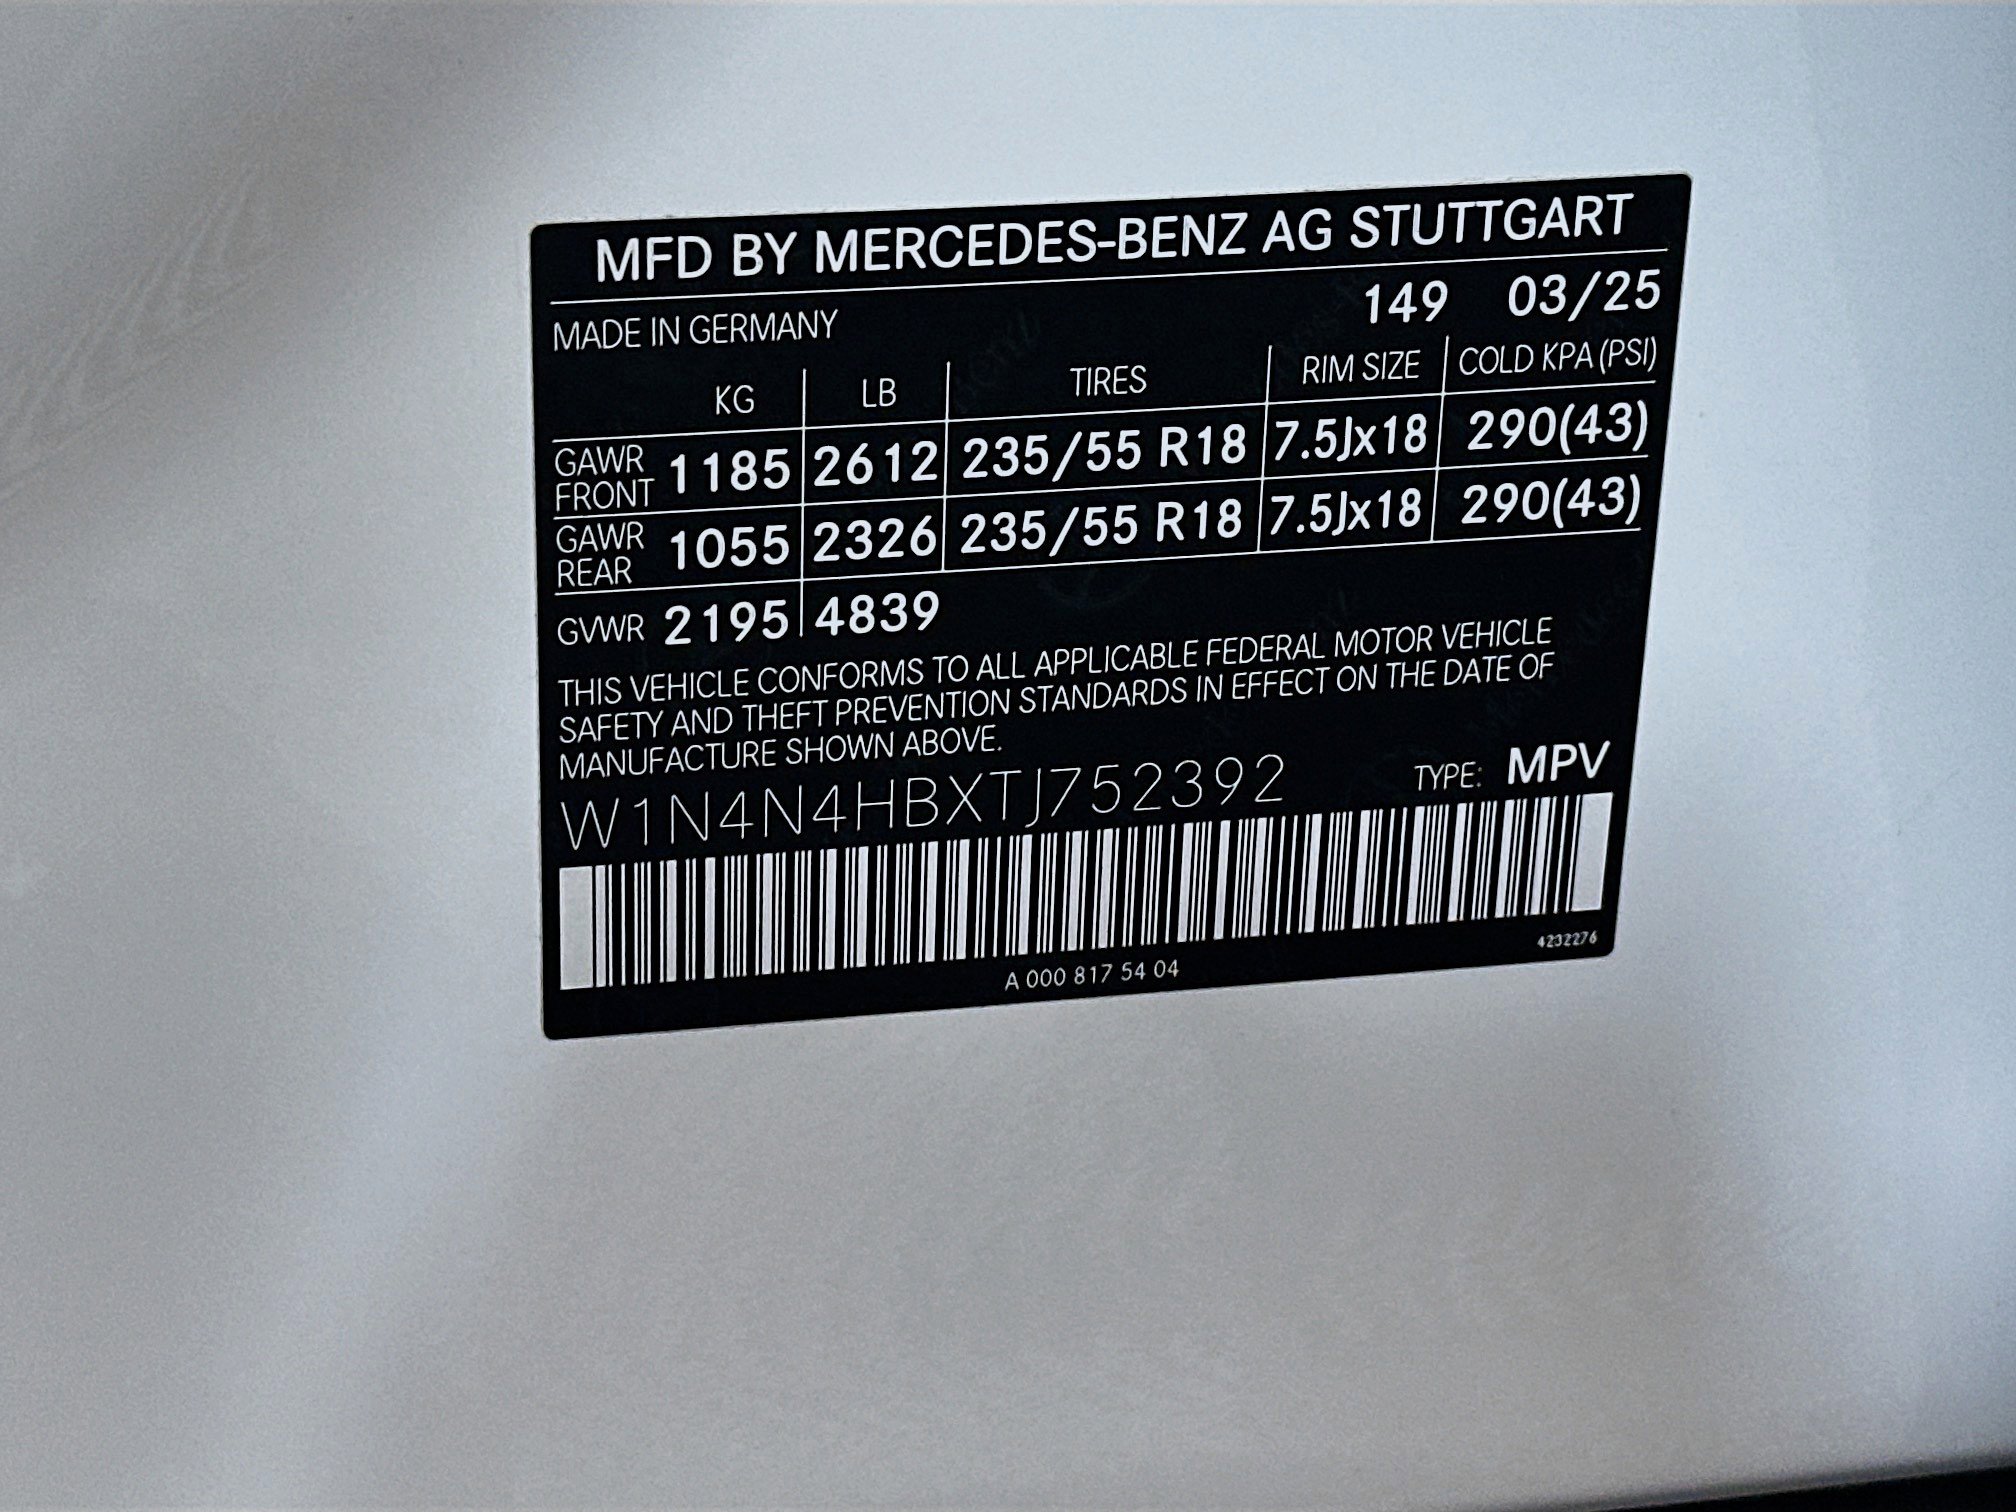 MFD BY MERCEDES-BENZ AG STUTTGART
MADE IN GERMANY 149 03/25
KG LB TIRES RIM SIZE COLD KPA (PSI)
GAWR FRONT 1185 2612 235/55 R18 7.5Jx18 290(43)
GAWR REAR 1055 2326 235/55 R18 7.5Jx18 290(43)
GVWR 2195 4839
THIS VEHICLE CONFORMS TO ALL APPLICABLE FEDERAL MOTOR VEHICLE
SAFETY AND THEFT PREVENTION STANDARDS IN EFFECT ON THE DATE OF
MANUFACTURE SHOWN ABOVE.
W1N4N4HBXTJ752392 TYPE: MPV
4232276
A 000 817 54 04